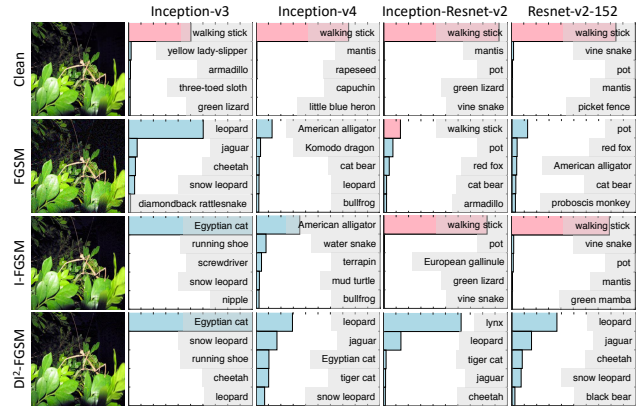 Inception-v3 Inception-v4 Inception-Resnet-v2 Resnet-v2-152
Clean
walking stick walking stick walking stick walking stick
yellow lady-slipper mantis mantis vine snake
armadillo rapeseed pot pot
three-toed sloth capuchin green lizard mantis
green lizard little blue heron vine snake picket fence
FGSM
leopard American alligator walking stick pot
jaguar Komodo dragon pot red fox
cheetah cat bear red fox American alligator
snow leopard leopard cat bear cat bear
diamondback rattlesnake bullfrog armadillo proboscis monkey
I-FGSM
Egyptian cat American alligator walking stick walking stick
running shoe water snake pot vine snake
screwdriver terrapin European gallinule pot
snow leopard mud turtle green lizard mantis
nipple bullfrog vine snake green mamba
DI²-FGSM
Egyptian cat leopard lynx leopard
snow leopard jaguar leopard jaguar
running shoe Egyptian cat tiger cat cheetah
cheetah tiger cat jaguar snow leopard
leopard snow leopard cheetah black bear